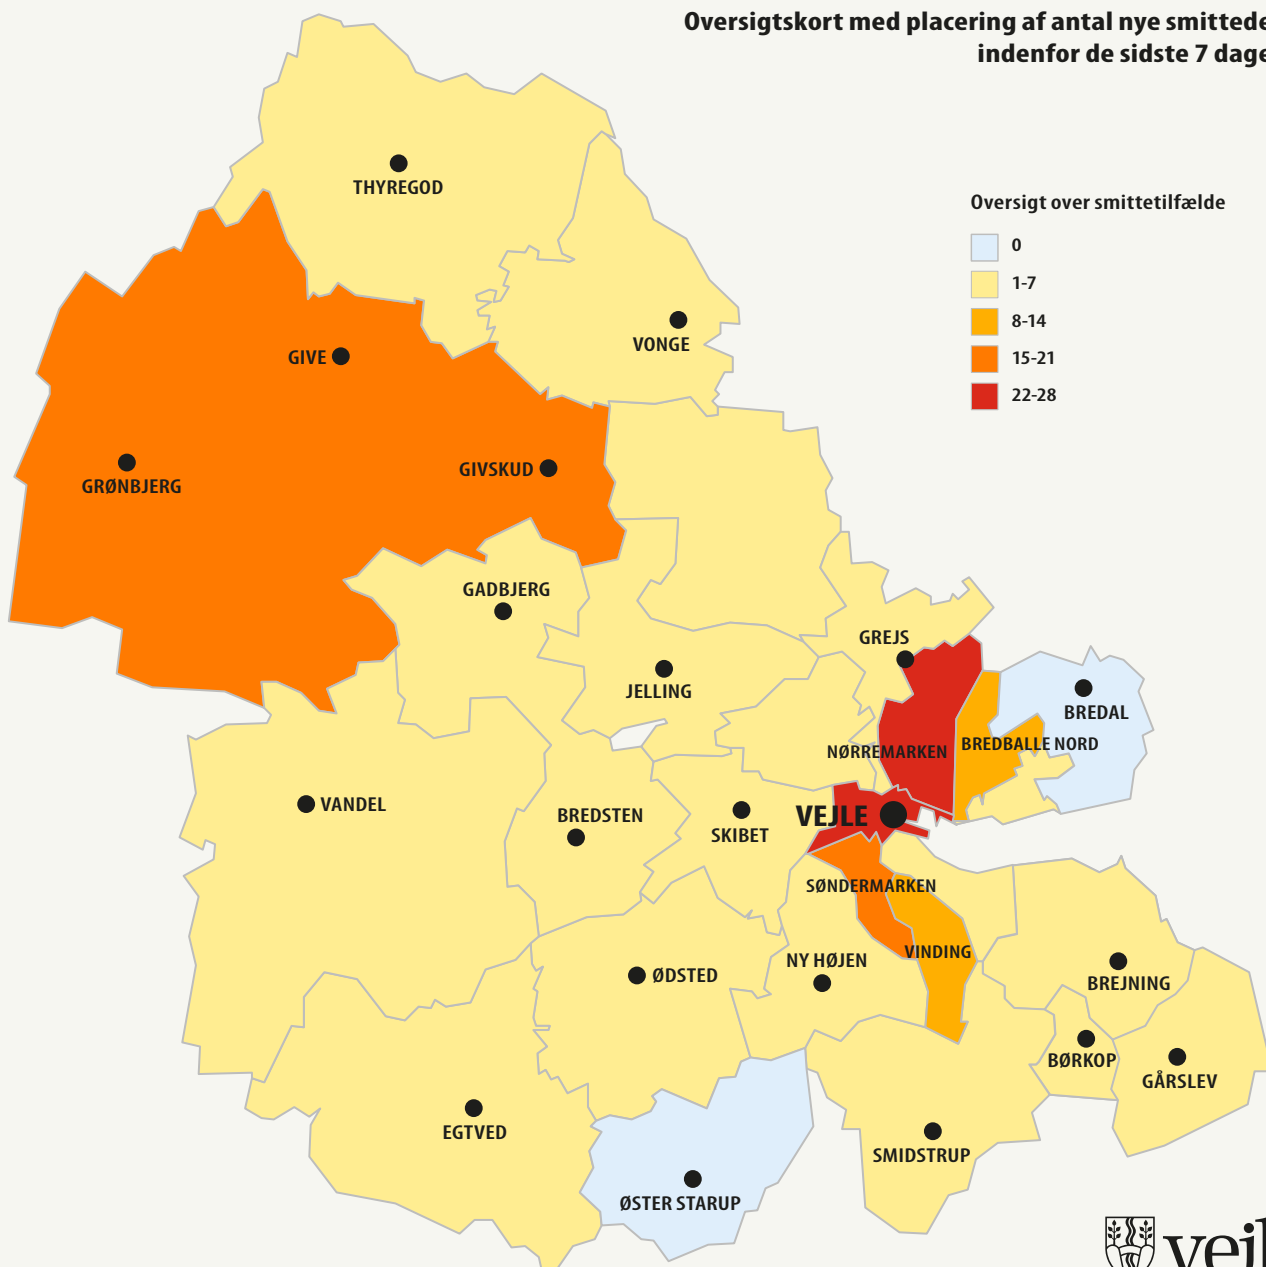 Oversigtskort med placering af antal nye smittede
indenfor de sidste 7 dage
THYREGOD
Oversigt over smittetilfælde
0
1-7
8-14
15-21
22-28
VONGE
GIVE
GIVSKUD
GRØNBJERG
GADBJERG
GREJS
JELLING
BREDAL
NØRREMARKEN
BREDBALLE NORD
VANDEL
BREDSTEN
SKIBET
VEJLE
SØNDERMARKEN
VINDING
NY HØJEN
ØDSTED
BREJNING
BØRKOP
GÅRSLEV
EGTVED
SMIDSTRUP
ØSTER STARUP
vejl